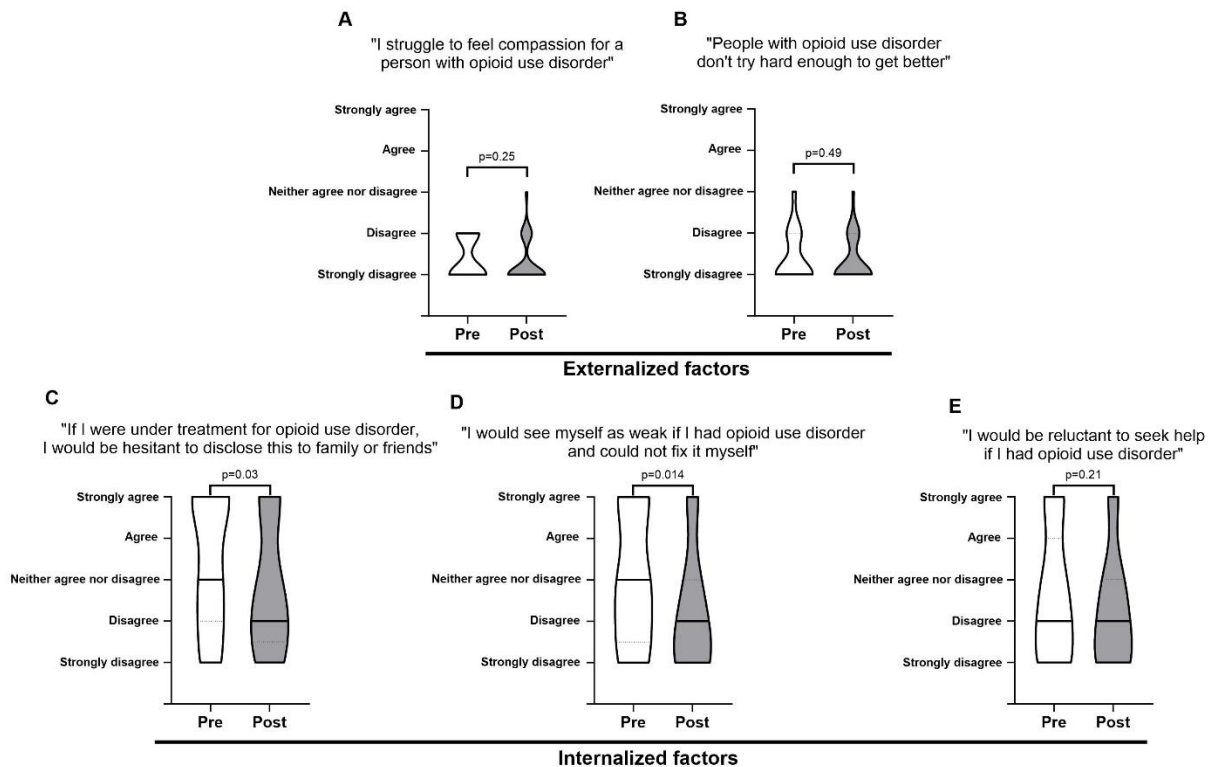 A
"I struggle to feel compassion for a
person with opioid use disorder"
Strongly agree
Agree
Neither agree nor disagree
Disagree
Strongly disagree
p=0.25
Pre
Post
B
"People with opioid use disorder
don't try hard enough to get better"
Strongly agree
Agree
Neither agree nor disagree
Disagree
Strongly disagree
p=0.49
Pre
Post
Externalized factors
C
"If I were under treatment for opioid use disorder,
I would be hesitant to disclose this to family or friends"
p=0.03
Strongly agree
Agree
Neither agree nor disagree
Disagree
Strongly disagree
Pre
Post
D
"I would see myself as weak if I had opioid use disorder
and could not fix it myself"
p=0.014
Strongly agree
Agree
Neither agree nor disagree
Disagree
Strongly disagree
Pre
Post
E
"I would be reluctant to seek help
if I had opioid use disorder"
p=0.21
Strongly agree
Agree
Neither agree nor disagree
Disagree
Strongly disagree
Pre
Post
Internalized factors